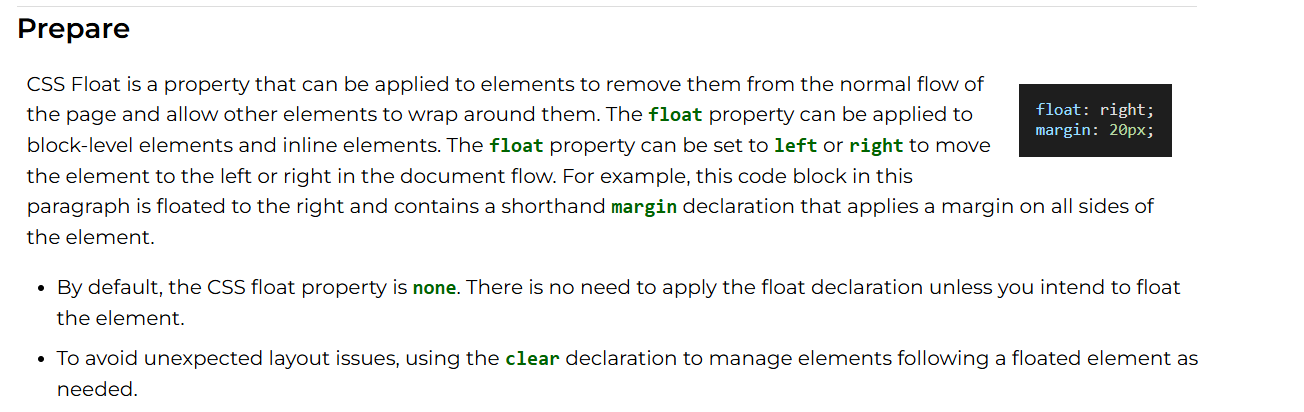 Prepare
CSS Float is a property that can be applied to elements to remove them from the normal flow of
the page and allow other elements to wrap around them. The float property can be applied to
block-level elements and inline elements. The float property can be set to left or right to move
the element to the left or right in the document flow. For example, this code block in this
paragraph is floated to the right and contains a shorthand margin declaration that applies a margin on all sides of
the element.
float: right;
margin: 20px;
• By default, the CSS float property is none. There is no need to apply the float declaration unless you intend to float
the element.
• To avoid unexpected layout issues, using the clear declaration to manage elements following a floated element as
needed.